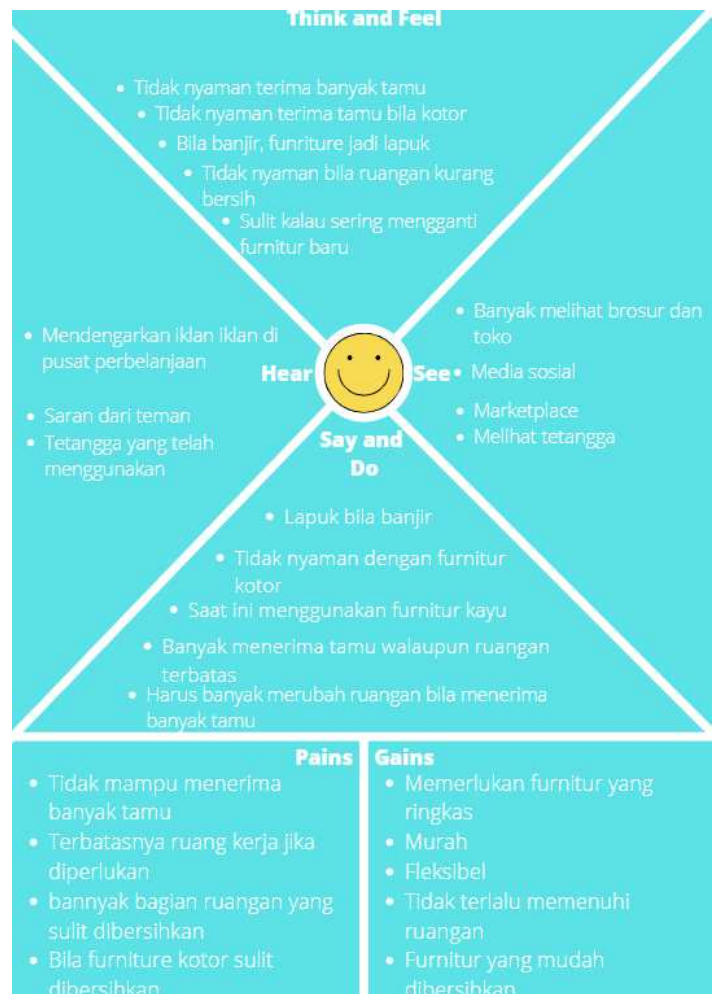 Think and Feel
• Tidak nyaman terima banyak tamu
• Tidak nyaman terima tamu bila kotor
• Bila banjir, funriture jadi lapuk
• Tidak nyaman bila ruangan kurang
bersih
• Sulit kalau sering mengganti
furnitur baru
• Mendengarkan iklan iklan di
pusat perbelanjaan
Hear
• Saran dari teman
• Tetangga yang telah
menggunakan
• Banyak melihat brosur dan
toko
See • Media sosial
• Marketplace
• Melihat tetangga
Say and
Do
• Lapuk bila banjir
• Tidak nyaman dengan furnitur
kotor
• Saat ini menggunakan furnitur kayu
• Banyak menerima tamu walaupun ruangan
terbatas
• Harus banyak merubah ruangan bila menerima
banyak tamu
Pains
• Tidak mampu menerima
banyak tamu
• Terbatasnya ruang kerja jika
diperlukan
• bannyak bagian ruangan yang
sulit dibersihkan
• Bila furniture kotor sulit
dibersihkan
Gains
• Memerlukan furnitur yang
ringkas
• Murah
• Fleksibel
• Tidak terlalu memenuhi
ruangan
• Furnitur yang mudah
dibersihkan